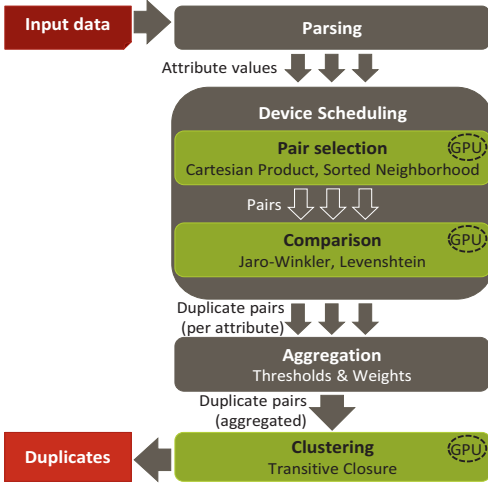 Input data
Parsing
Attribute values
Device Scheduling
Pair selection
GPU
Cartesian Product, Sorted Neighborhood
Pairs
Comparison
GPU
Jaro-Winkler, Levenshtein
Duplicate pairs
(per attribute)
Aggregation
Thresholds & Weights
Duplicate pairs
(aggregated)
Duplicates
Clustering
GPU
Transitive Closure